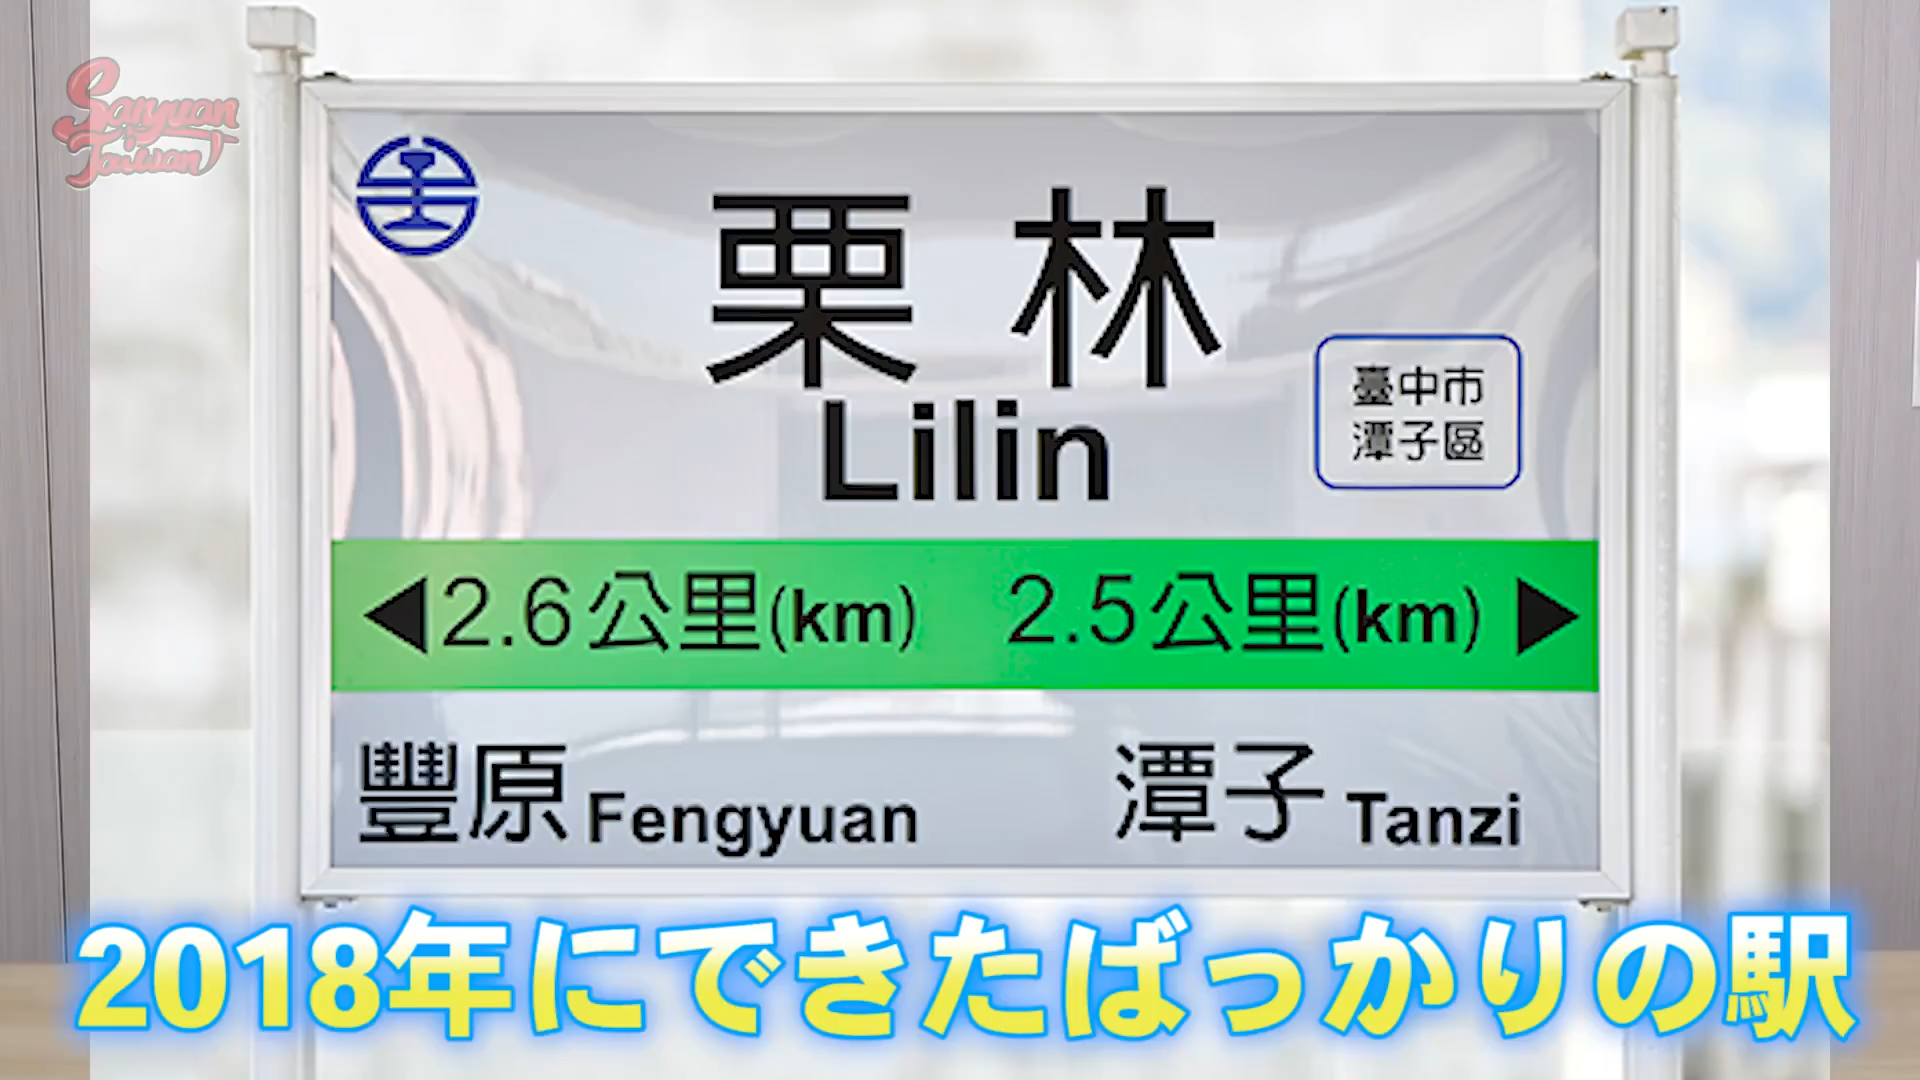 Sanyuan
Taiwan
栗林
Lilin
臺中市
潭子區
◀2.6公里(km) 2.5公里(km)▶
豐原 Fengyuan 潭子 Tanzi
2018年にできたばっかりの駅